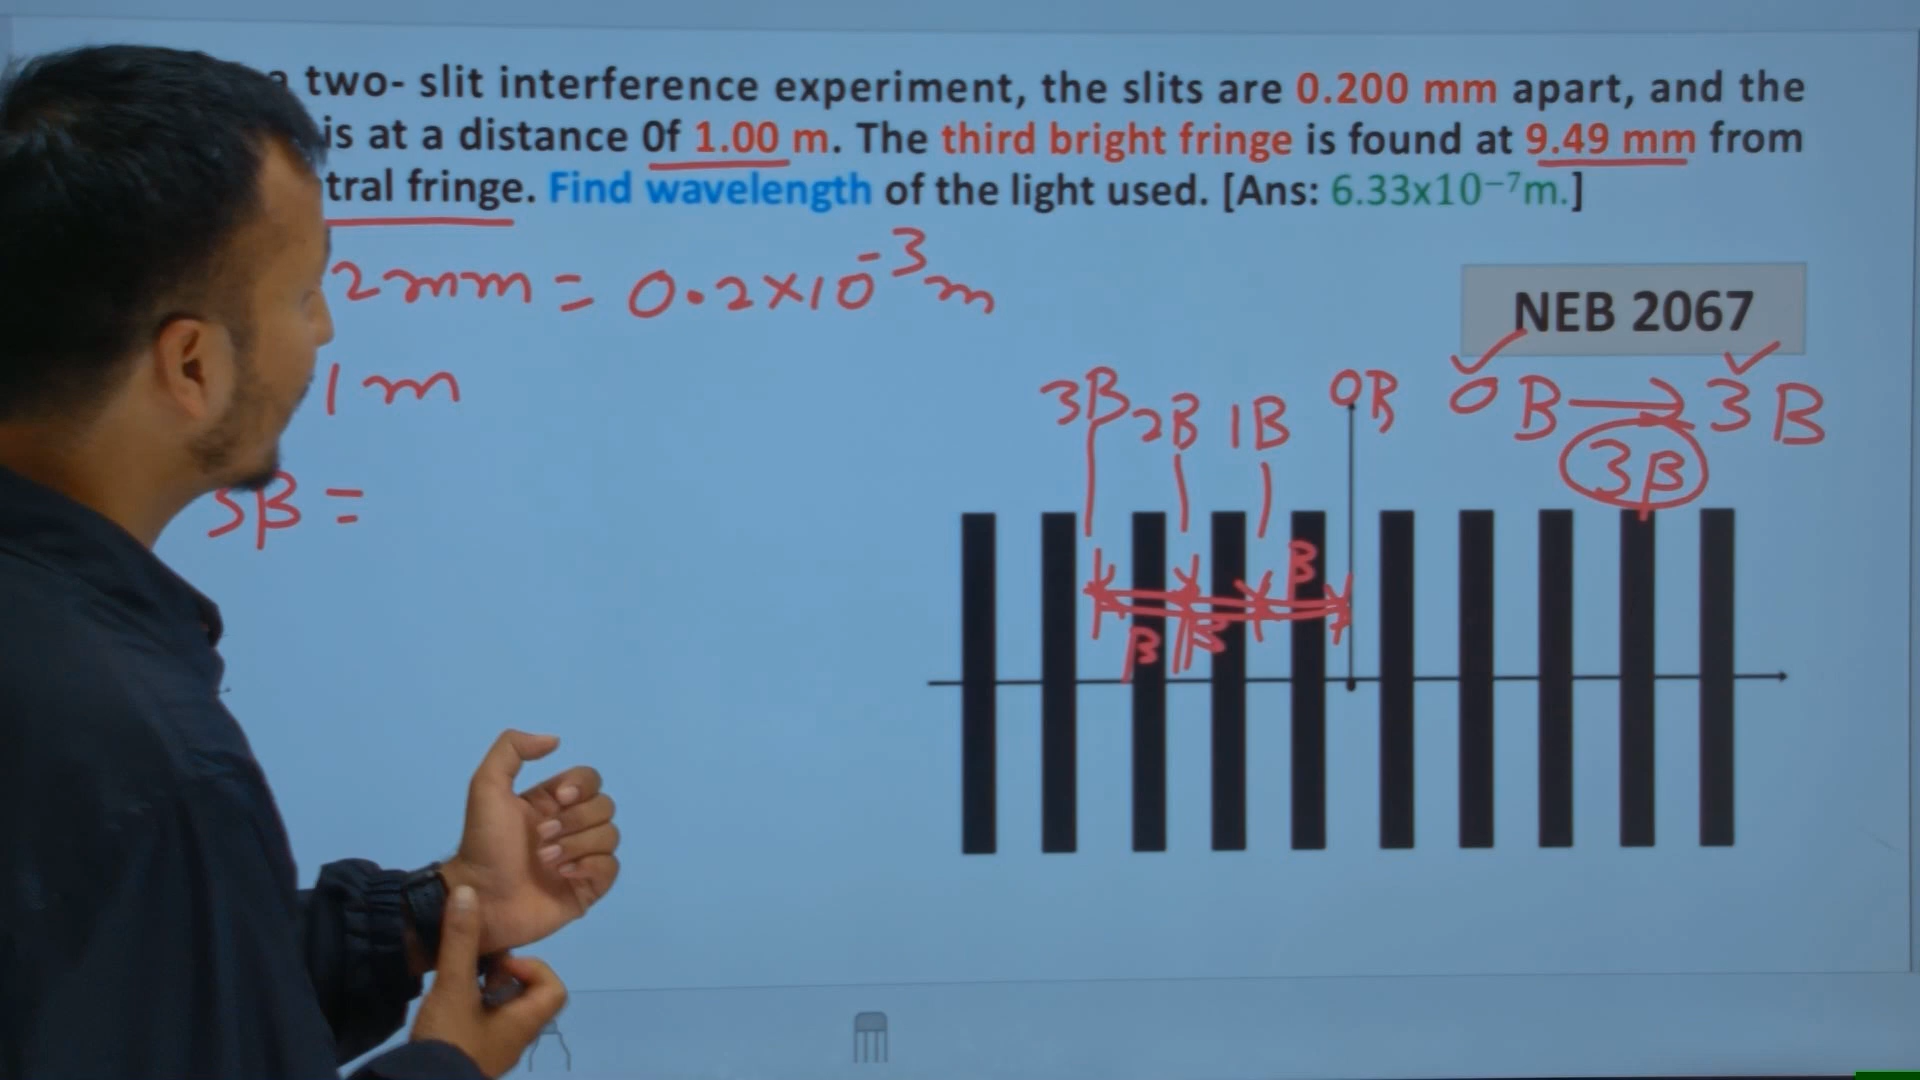 two- slit interference experiment, the slits are 0.200 mm apart, and the
is at a distance 0f 1.00 m. The third bright fringe is found at 9.49 mm from
tral fringe. Find wavelength of the light used. [Ans: 6.33x10⁻⁷m.]
2mm = 0.2×10⁻³m
NEB 2067
1m
3B 2B 1B 0B
0B → 3B
3β
3β =
β
β β